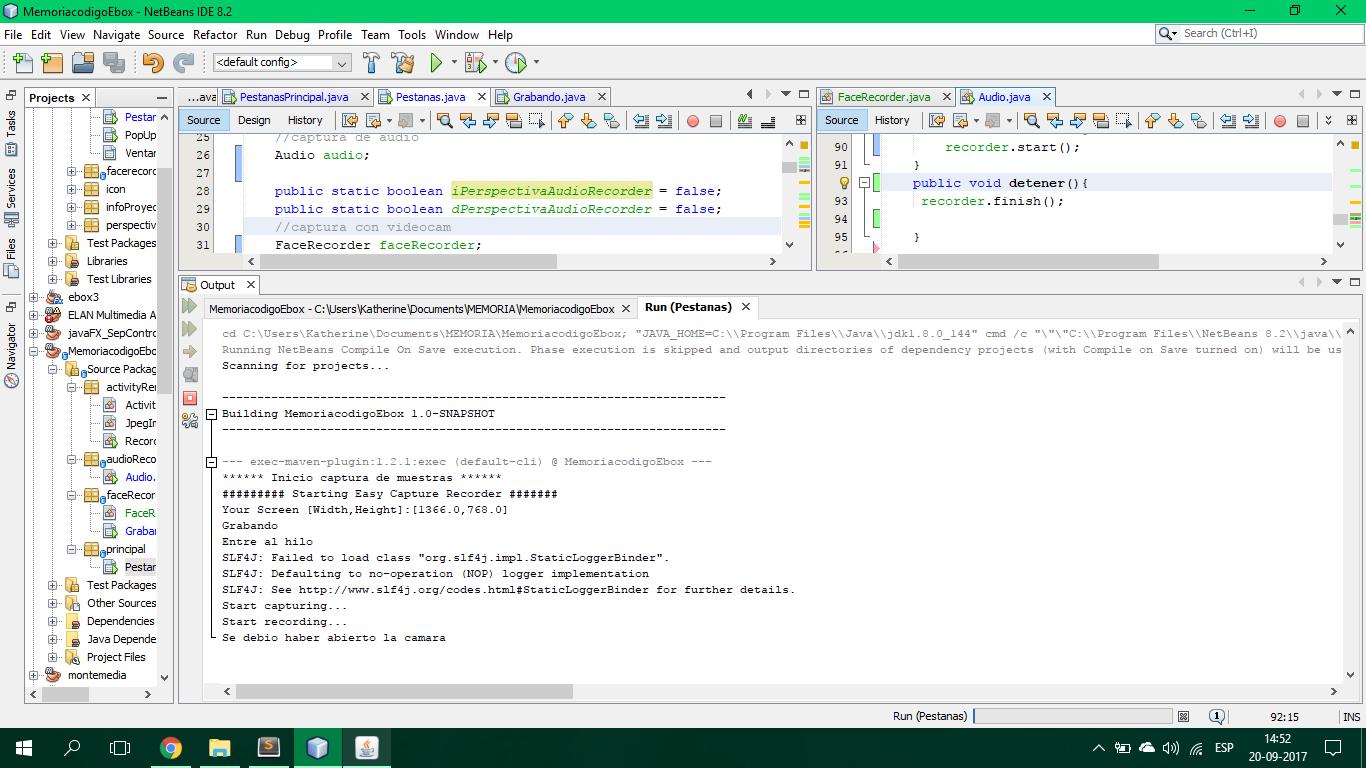 MemoriacodigoEbox - NetBeans IDE 8.2
File Edit View Navigate Source Refactor Run Debug Profile Team Tools Window Help
Search (Ctrl+I)
<default config>
Tasks
Services
Files
Navigator
Projects
Pestar
PopUp
Ventar
facerecord
icon
infoProyec
perspectiv
Test Packages
Libraries
Test Libraries
ebox3
ELAN Multimedia A
javaFX_SepContro
MemoriacodigoEbo
Source Packag
activityRe
Activit
JpegIm
Record
audioReco
Audio.
faceRecor
FaceR
Graba
principal
Pestar
Test Packages
Other Sources
Dependencies
Java Depende
Project Files
montemedia
...ava PestanasPrincipal.java Pestanas.java Grabando.java
Source Design History
25 //captura de audio
26 Audio audio;
27
28 public static boolean iPerspectivaAudioRecorder = false;
29 public static boolean dPerspectivaAudioRecorder = false;
30 //captura con videocam
31 FaceRecorder faceRecorder;
FaceRecorder.java Audio.java
Source History
90 recorder.start();
91 }
public void detener(){
93 recorder.finish();
94
95 }
Output
MemoriacodigoEbox - C:\Users\Katherine\Documents\MEMORIA\MemoriacodigoEbox Run (Pestanas)
cd C:\Users\Katherine\Documents\MEMORIA\MemoriacodigoEbox; "JAVA_HOME=C:\\Program Files\\Java\\jdk1.8.0_144" cmd /c "\"\"C:\\Program Files\\NetBeans 8.2\\java\\
Running NetBeans Compile On Save execution. Phase execution is skipped and output directories of dependency projects (with Compile on Save turned on) will be us
Scanning for projects...
------------------------------------------------------------------------
Building MemoriacodigoEbox 1.0-SNAPSHOT
------------------------------------------------------------------------
--- exec-maven-plugin:1.2.1:exec (default-cli) @ MemoriacodigoEbox ---
****** Inicio captura de muestras ******
######### Starting Easy Capture Recorder #######
Your Screen [Width,Height]:[1366.0,768.0]
Grabando
Entre al hilo
SLF4J: Failed to load class "org.slf4j.impl.StaticLoggerBinder".
SLF4J: Defaulting to no-operation (NOP) logger implementation
SLF4J: See http://www.slf4j.org/codes.html#StaticLoggerBinder for further details.
Start capturing...
Start recording...
Se debio haber abierto la camara
Run (Pestanas) 1 92:15 INS
ESP 14:52
20-09-2017